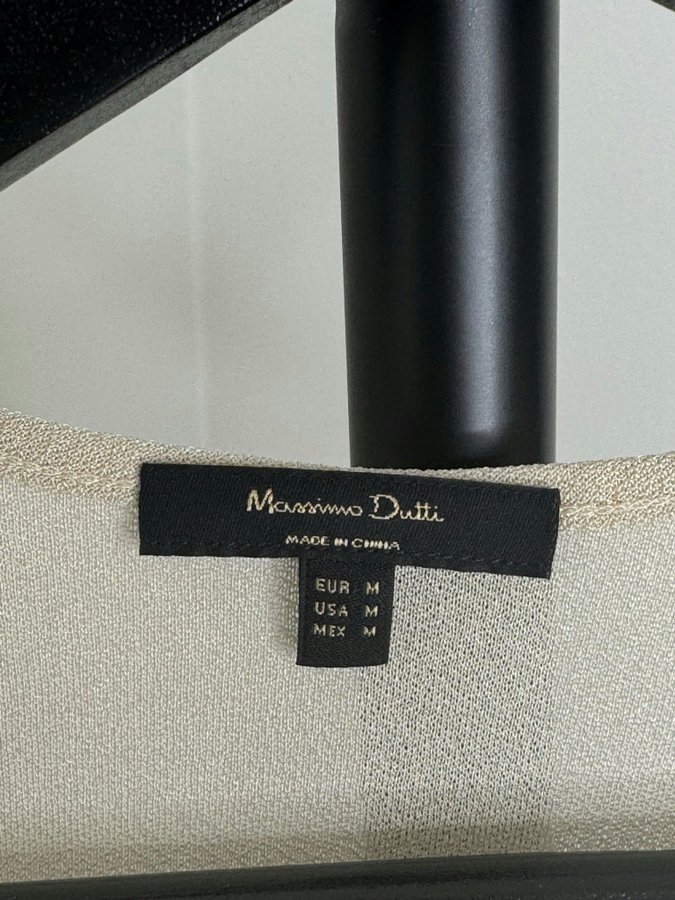 Massimo Dutti
MADE IN CHINA
EUR M
USA M
MEX M